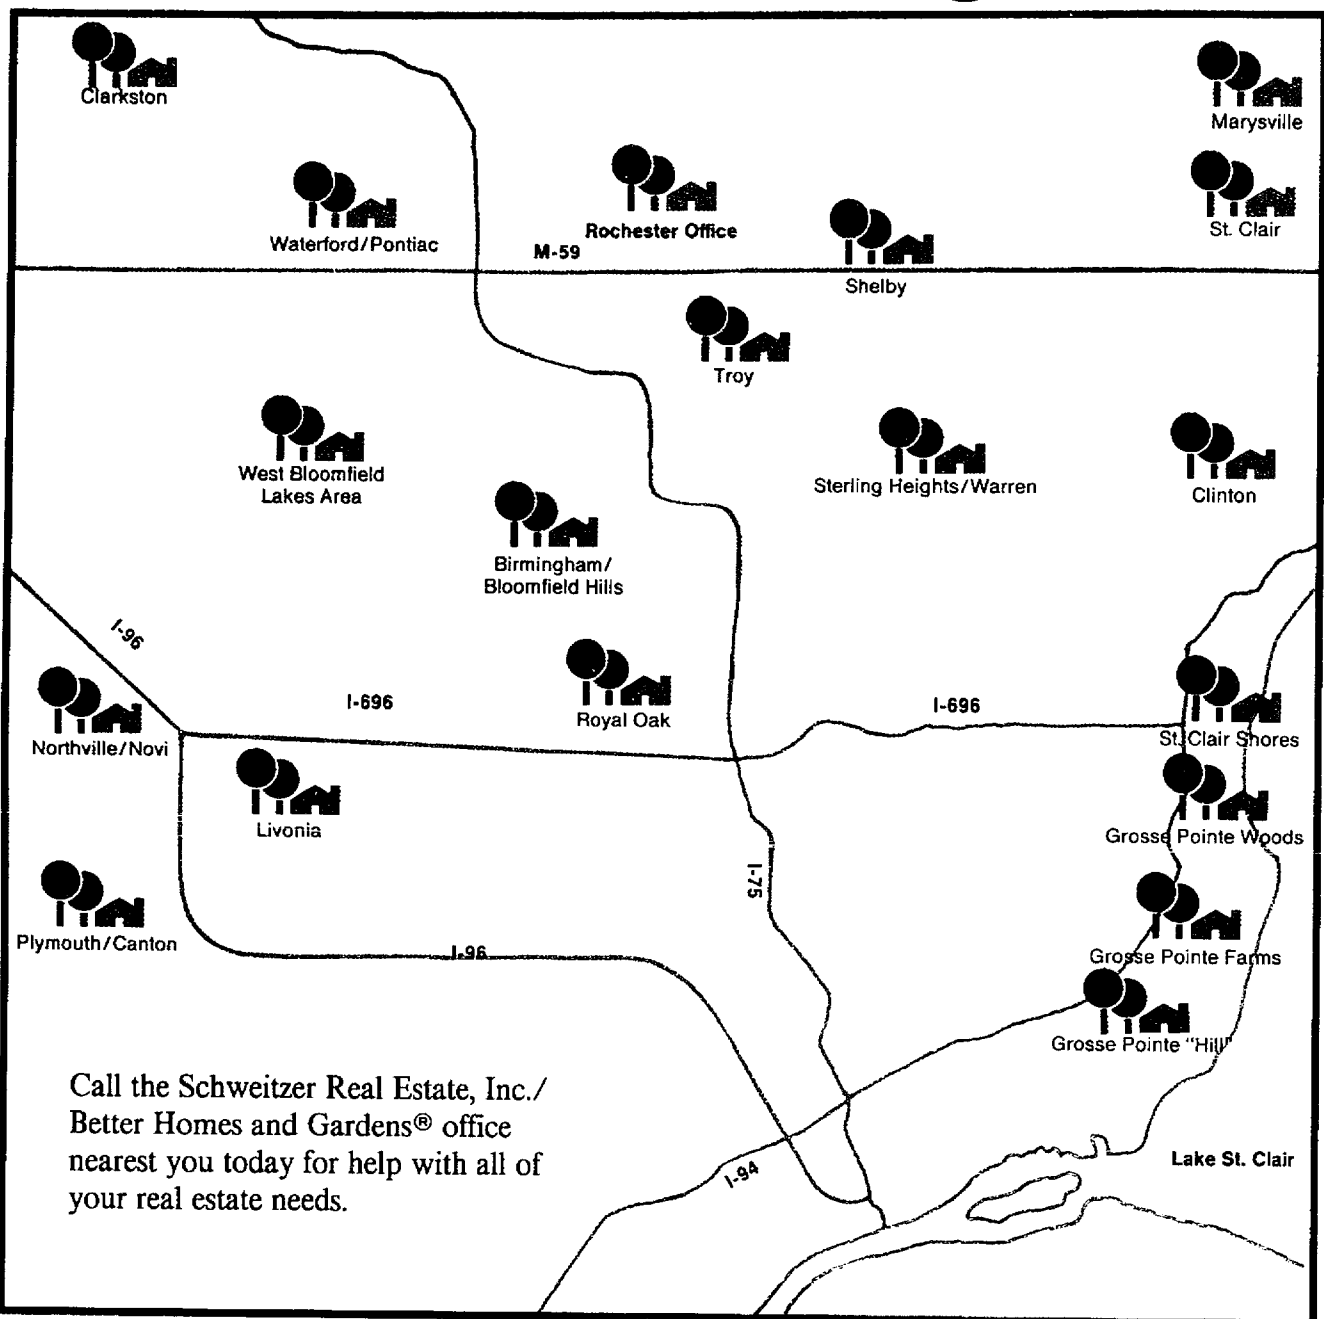 Clarkston
Marysville
Waterford/Pontiac
Rochester Office
St. Clair
M-59
Shelby
Troy
West Bloomfield
Lakes Area
Sterling Heights/Warren
Clinton
Birmingham/
Bloomfield Hills
I-96
Northville/Novi
I-696
Royal Oak
I-696
St. Clair Shores
Livonia
Grosse Pointe Woods
I-75
Plymouth/Canton
I-96
Grosse Pointe Farms
Grosse Pointe "Hill"
Call the Schweitzer Real Estate, Inc./
Better Homes and Gardens® office
nearest you today for help with all of
your real estate needs.
I-94
Lake St. Clair